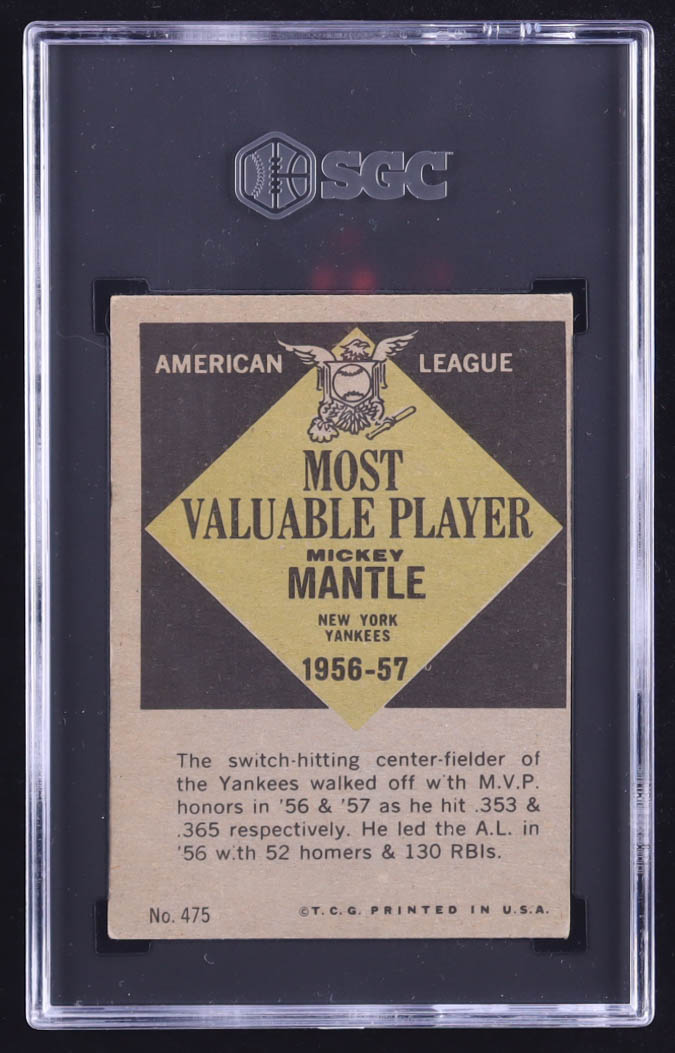 SGC
AMERICAN LEAGUE
MOST
VALUABLE PLAYER
MICKEY
MANTLE
NEW YORK
YANKEES
1956-57
The switch-hitting center-fielder of
the Yankees walked off with M.V.P.
honors in '56 & '57 as he hit .353 &
.365 respectively. He led the A.L. in
'56 with 52 homers & 130 RBIs.
No. 475 ©T.C.G. PRINTED IN U.S.A.